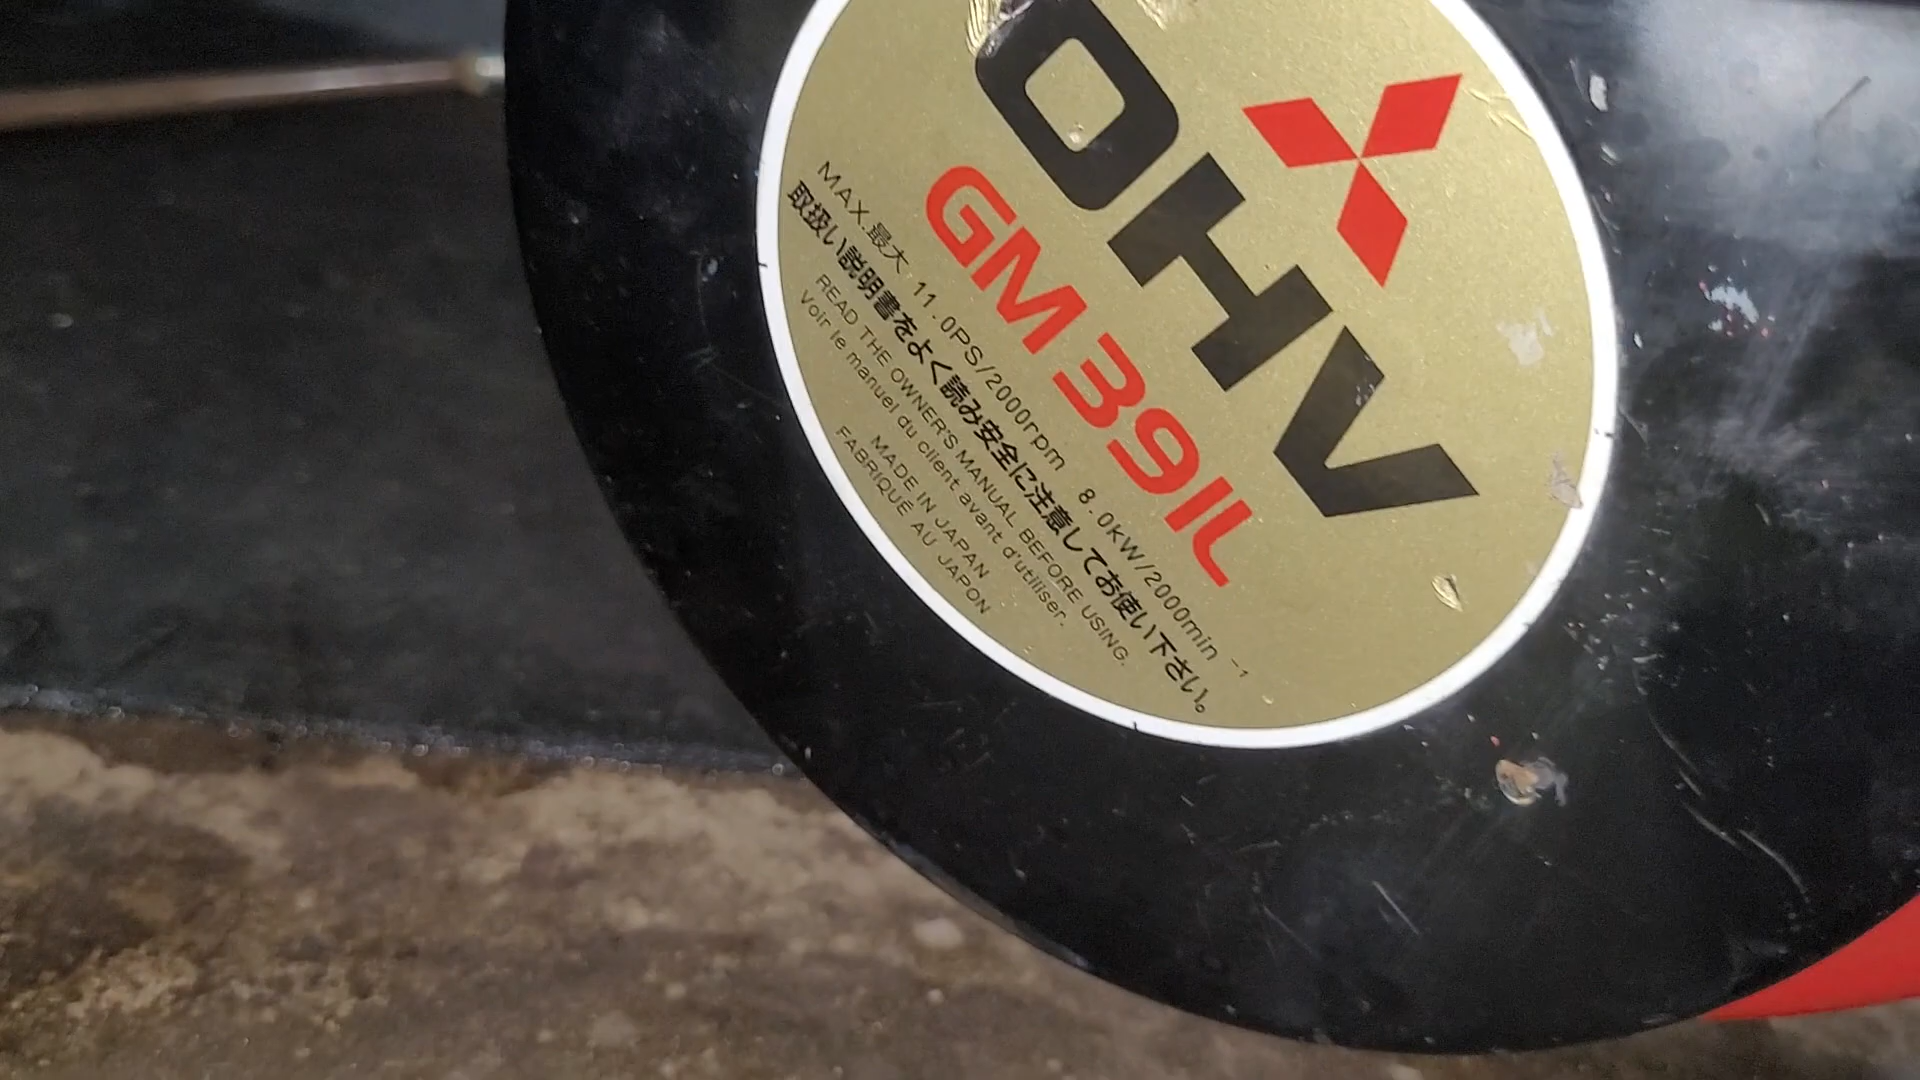 OHV
GM391L
MAX.最大 11.0PS/2000rpm 8.0kW/2000min⁻¹
取扱い説明書をよく読み安全に注意してお使い下さい。
READ THE OWNER'S MANUAL BEFORE USING.
Voir le manuel du client avant d'utiliser.
MADE IN JAPAN
FABRIQUÉ AU JAPON